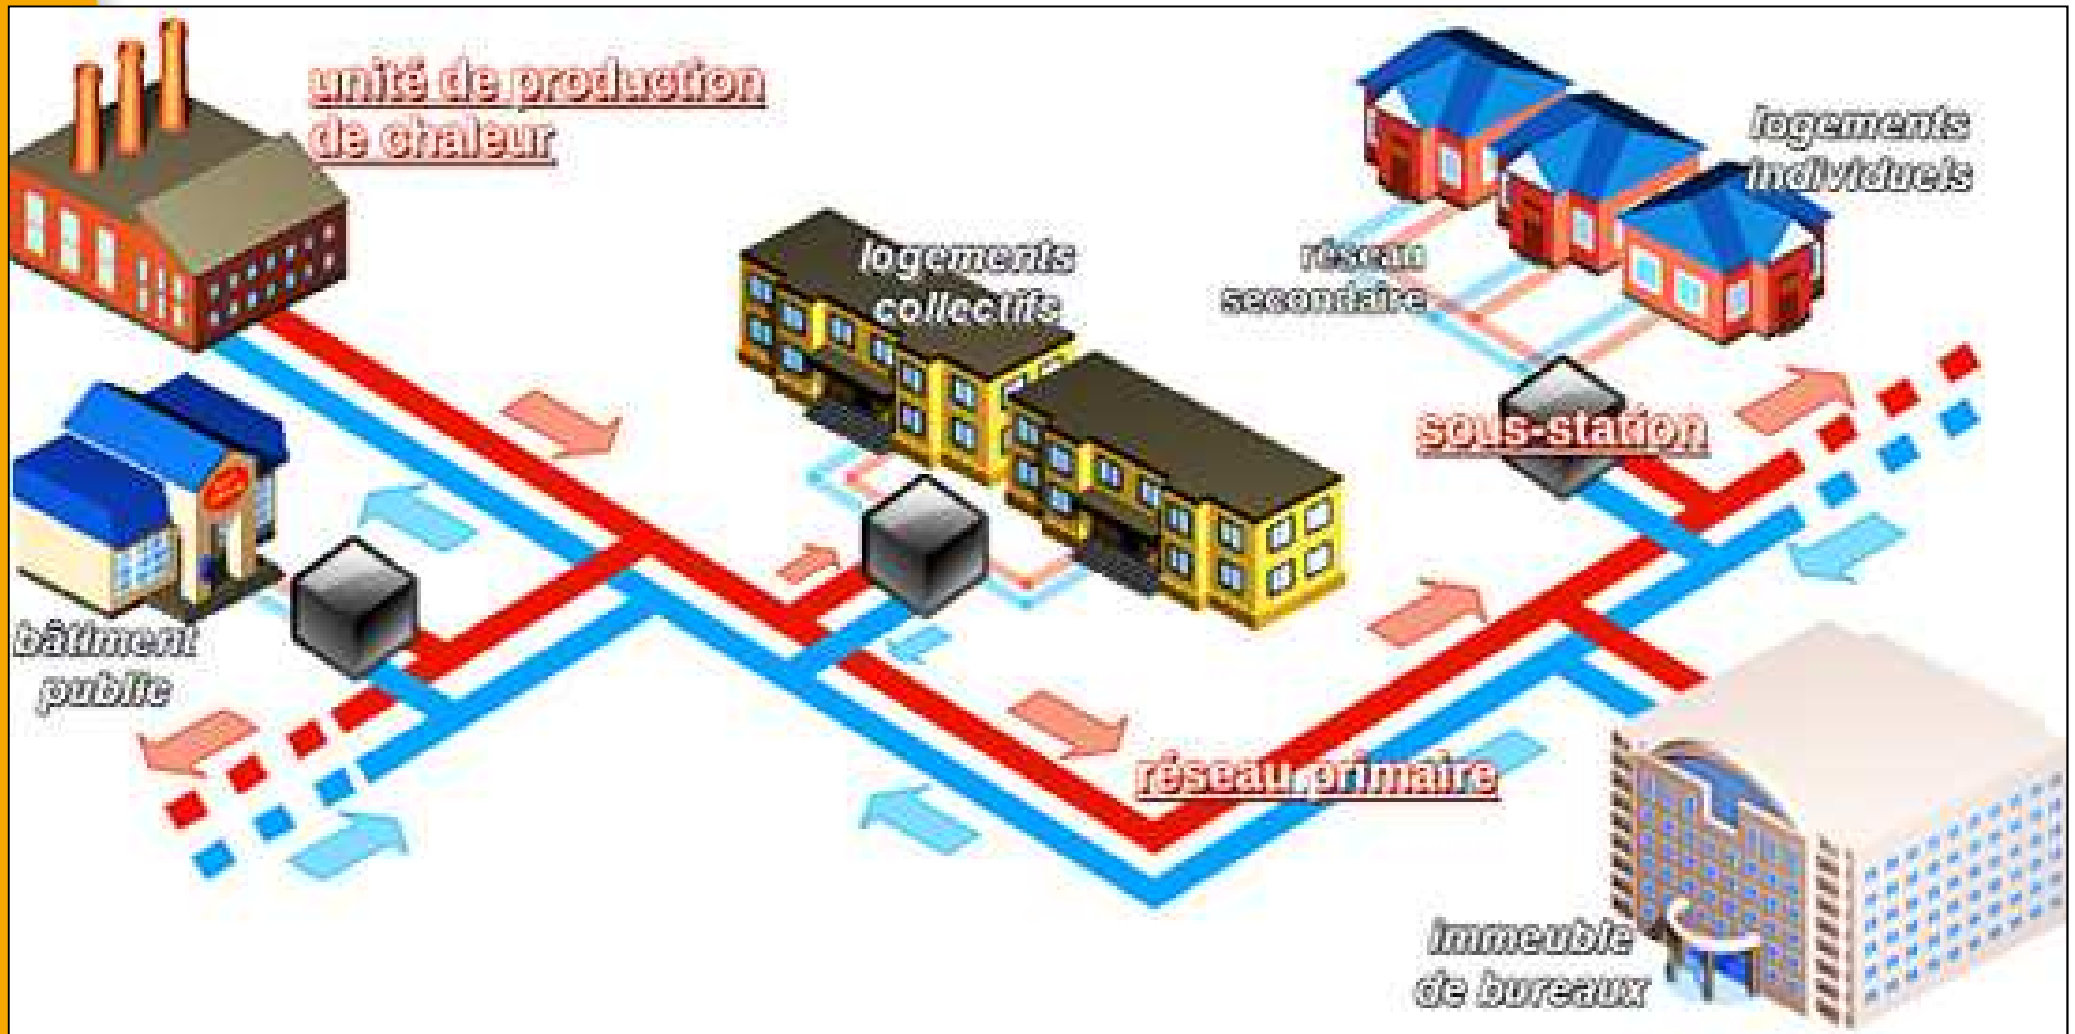 unité de production
de chaleur
logements
individuels
logements
collectifs
réseau
secondaire
sous-station
bâtiment
public
réseau primaire
immeuble
de bureaux